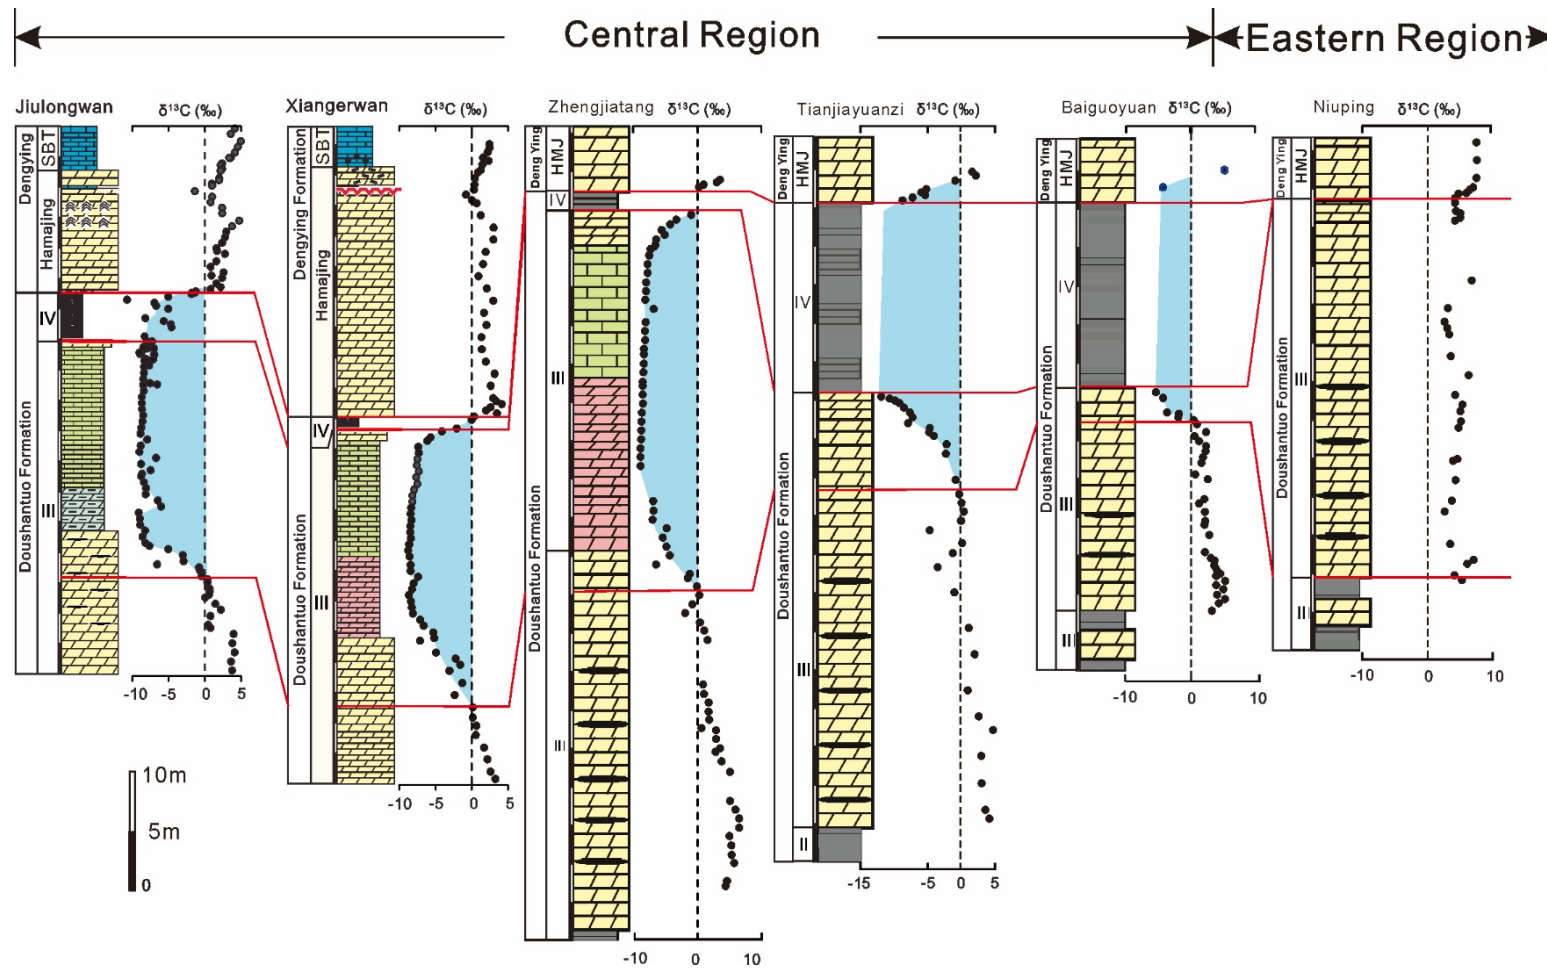 Central Region
Eastern Region
Jiulongwan
δ¹³C (‰)
Xiangerwan
δ¹³C (‰)
Zhengjiatang
δ¹³C (‰)
Tianjiayuanzi
δ¹³C (‰)
Baiguoyuan
δ¹³C (‰)
Niuping
δ¹³C (‰)
Dengying
SBT
Hamajing
IV
Doushantuo Formation
III
-10 -5 0 5
Dengying Formation
SBT
Hamajing
IV
Doushantuo Formation
III
-10 -5 0 5
Deng Ying
HMJ
IV
III
Doushantuo Formation
III
-10 0 10
Deng Ying
HMJ
IV
Doushantuo Formation
III
II
-15 -5 0 5
Deng Ying
HMJ
IV
Doushantuo Formation
III
III
-10 0 10
Deng Ying
HMJ
Doushantuo Formation
III
III
-10 0 10
10m
5m
0